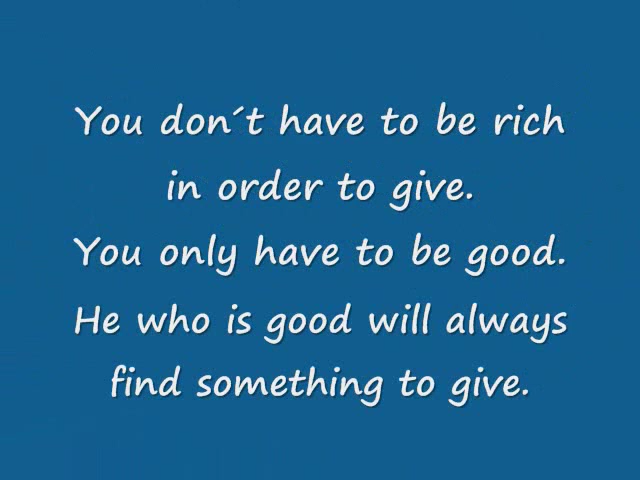 You don´t have to be rich
in order to give.
You only have to be good.
He who is good will always
find something to give.